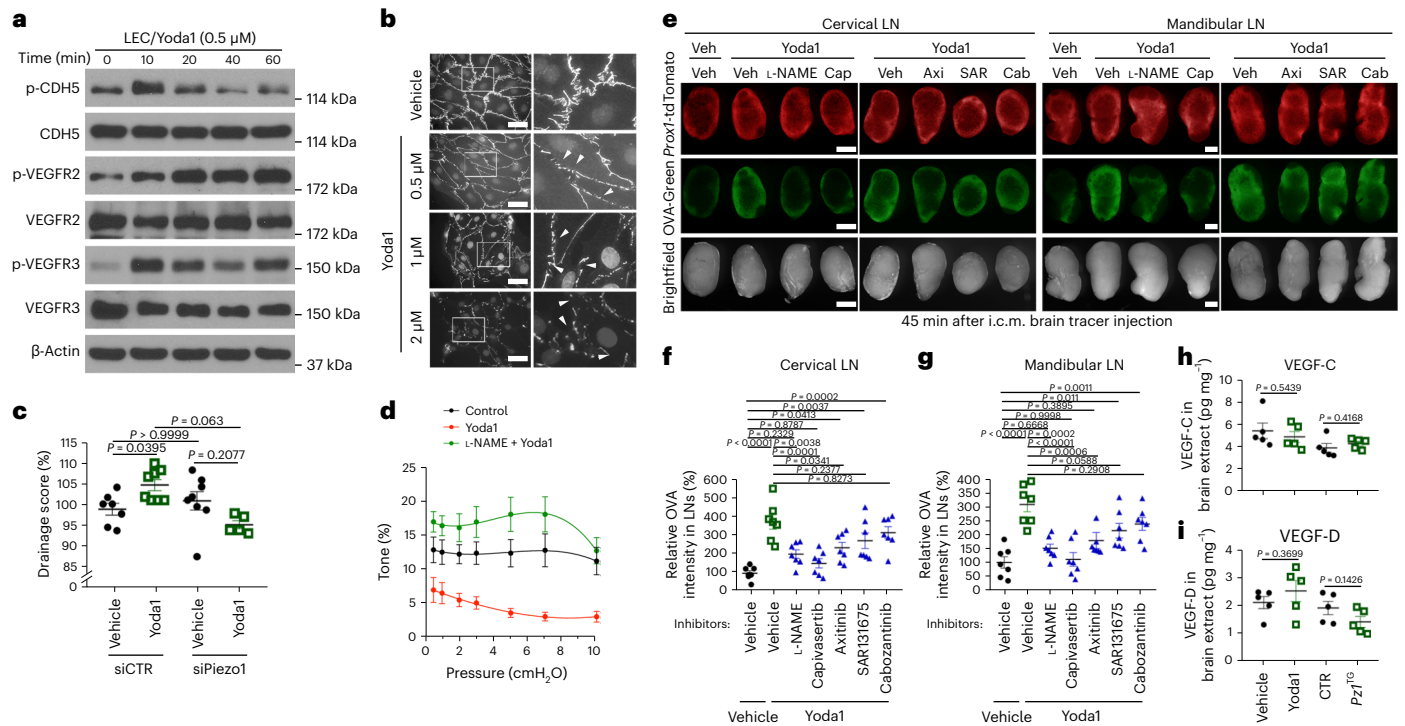 a
LEC/Yoda1 (0.5 µM)
Time (min) 0 10 20 40 60
p-CDH5
114 kDa
CDH5
114 kDa
p-VEGFR2
172 kDa
VEGFR2
172 kDa
p-VEGFR3
150 kDa
VEGFR3
150 kDa
β-Actin
37 kDa
b
Vehicle
0.5 µM
1 µM
2 µM
Yoda1
e
Cervical LN
Mandibular LN
Veh Yoda1 Yoda1 Veh Yoda1 Yoda1
Veh Veh L-NAME Cap Veh Axi SAR Cab Veh Veh L-NAME Cap Veh Axi SAR Cab
Prox1-tdTomato
OVA-Green
Brightfield
45 min after i.c.m. brain tracer injection
c
P = 0.063
P > 0.9999
P = 0.0395
P = 0.2077
Drainage score (%)
115
110
105
100
95
90
85
0
Vehicle
Yoda1
Vehicle
Yoda1
siCTR
siPiezo1
d
Control
Yoda1
L-NAME + Yoda1
Tone (%)
25
20
15
10
5
0
0 2 4 6 8 10
Pressure (cmH2O)
f
Cervical LN
P = 0.0002
P = 0.0037
P = 0.0413
P = 0.8787
P = 0.2329
P < 0.0001
P = 0.0038
P = 0.0001
P = 0.0341
P = 0.2377
P = 0.8273
Relative OVA
intensity in LNs (%)
600
500
400
300
200
100
0
Inhibitors:
Vehicle
Vehicle
L-NAME
Capivasertib
Axitinib
SAR131675
Cabozantinib
Vehicle
Yoda1
g
Mandibular LN
P = 0.0011
P = 0.011
P = 0.3895
P = 0.9998
P = 0.6668
P < 0.0001
P = 0.0002
P < 0.0001
P = 0.0006
P = 0.0588
P = 0.2908
Relative OVA
intensity in LNs (%)
400
350
300
250
200
150
100
50
0
Inhibitors:
Vehicle
Vehicle
L-NAME
Capivasertib
Axitinib
SAR131675
Cabozantinib
Vehicle
Yoda1
h
VEGF-C
P = 0.5439
P = 0.4168
VEGF-C in
brain extract (pg mg−1)
10
8
6
4
2
0
i
VEGF-D
P = 0.3699
P = 0.1426
VEGF-D in
brain extract (pg mg−1)
4
3
2
1
0
Vehicle
Yoda1
CTR
Pz1TG